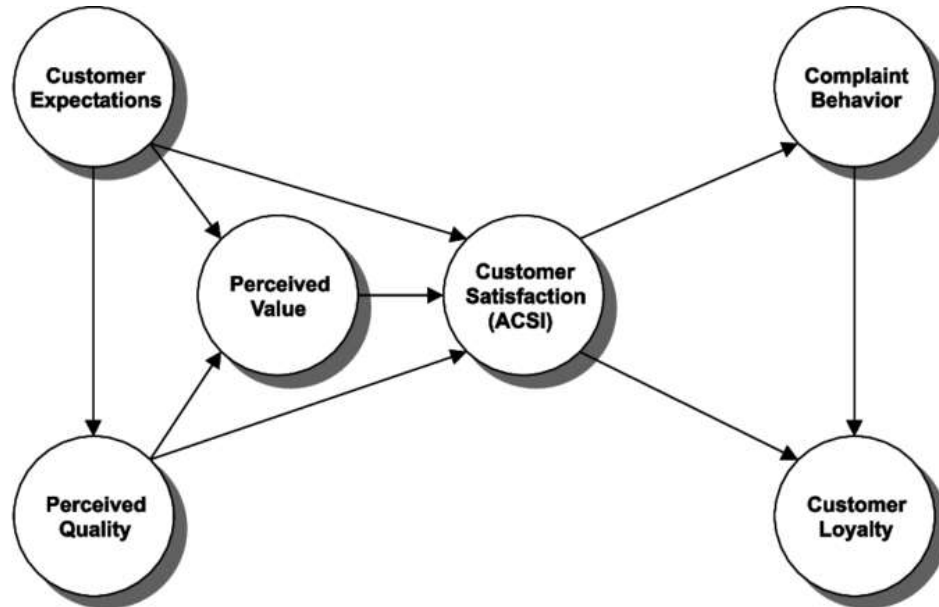 Customer
Expectations
Complaint
Behavior
Perceived
Value
Customer
Satisfaction
(ACSI)
Perceived
Quality
Customer
Loyalty